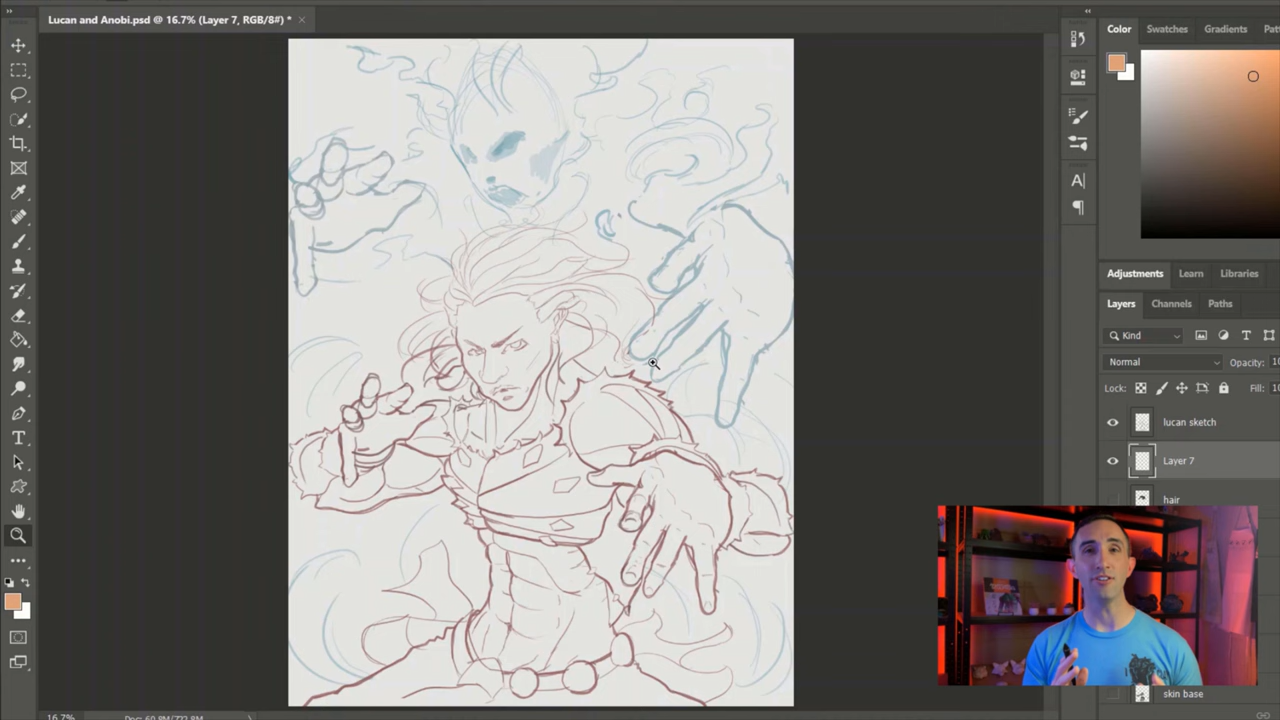 Lucan and Anobi.psd @ 16.7% (Layer 7, RGB/8#) *
Color
Swatches
Gradients
Adjustments
Learn
Libraries
Layers
Channels
Paths
Kind
Normal
Opacity:
Lock:
Fill:
lucan sketch
Layer 7
hair
skin base
16.7%